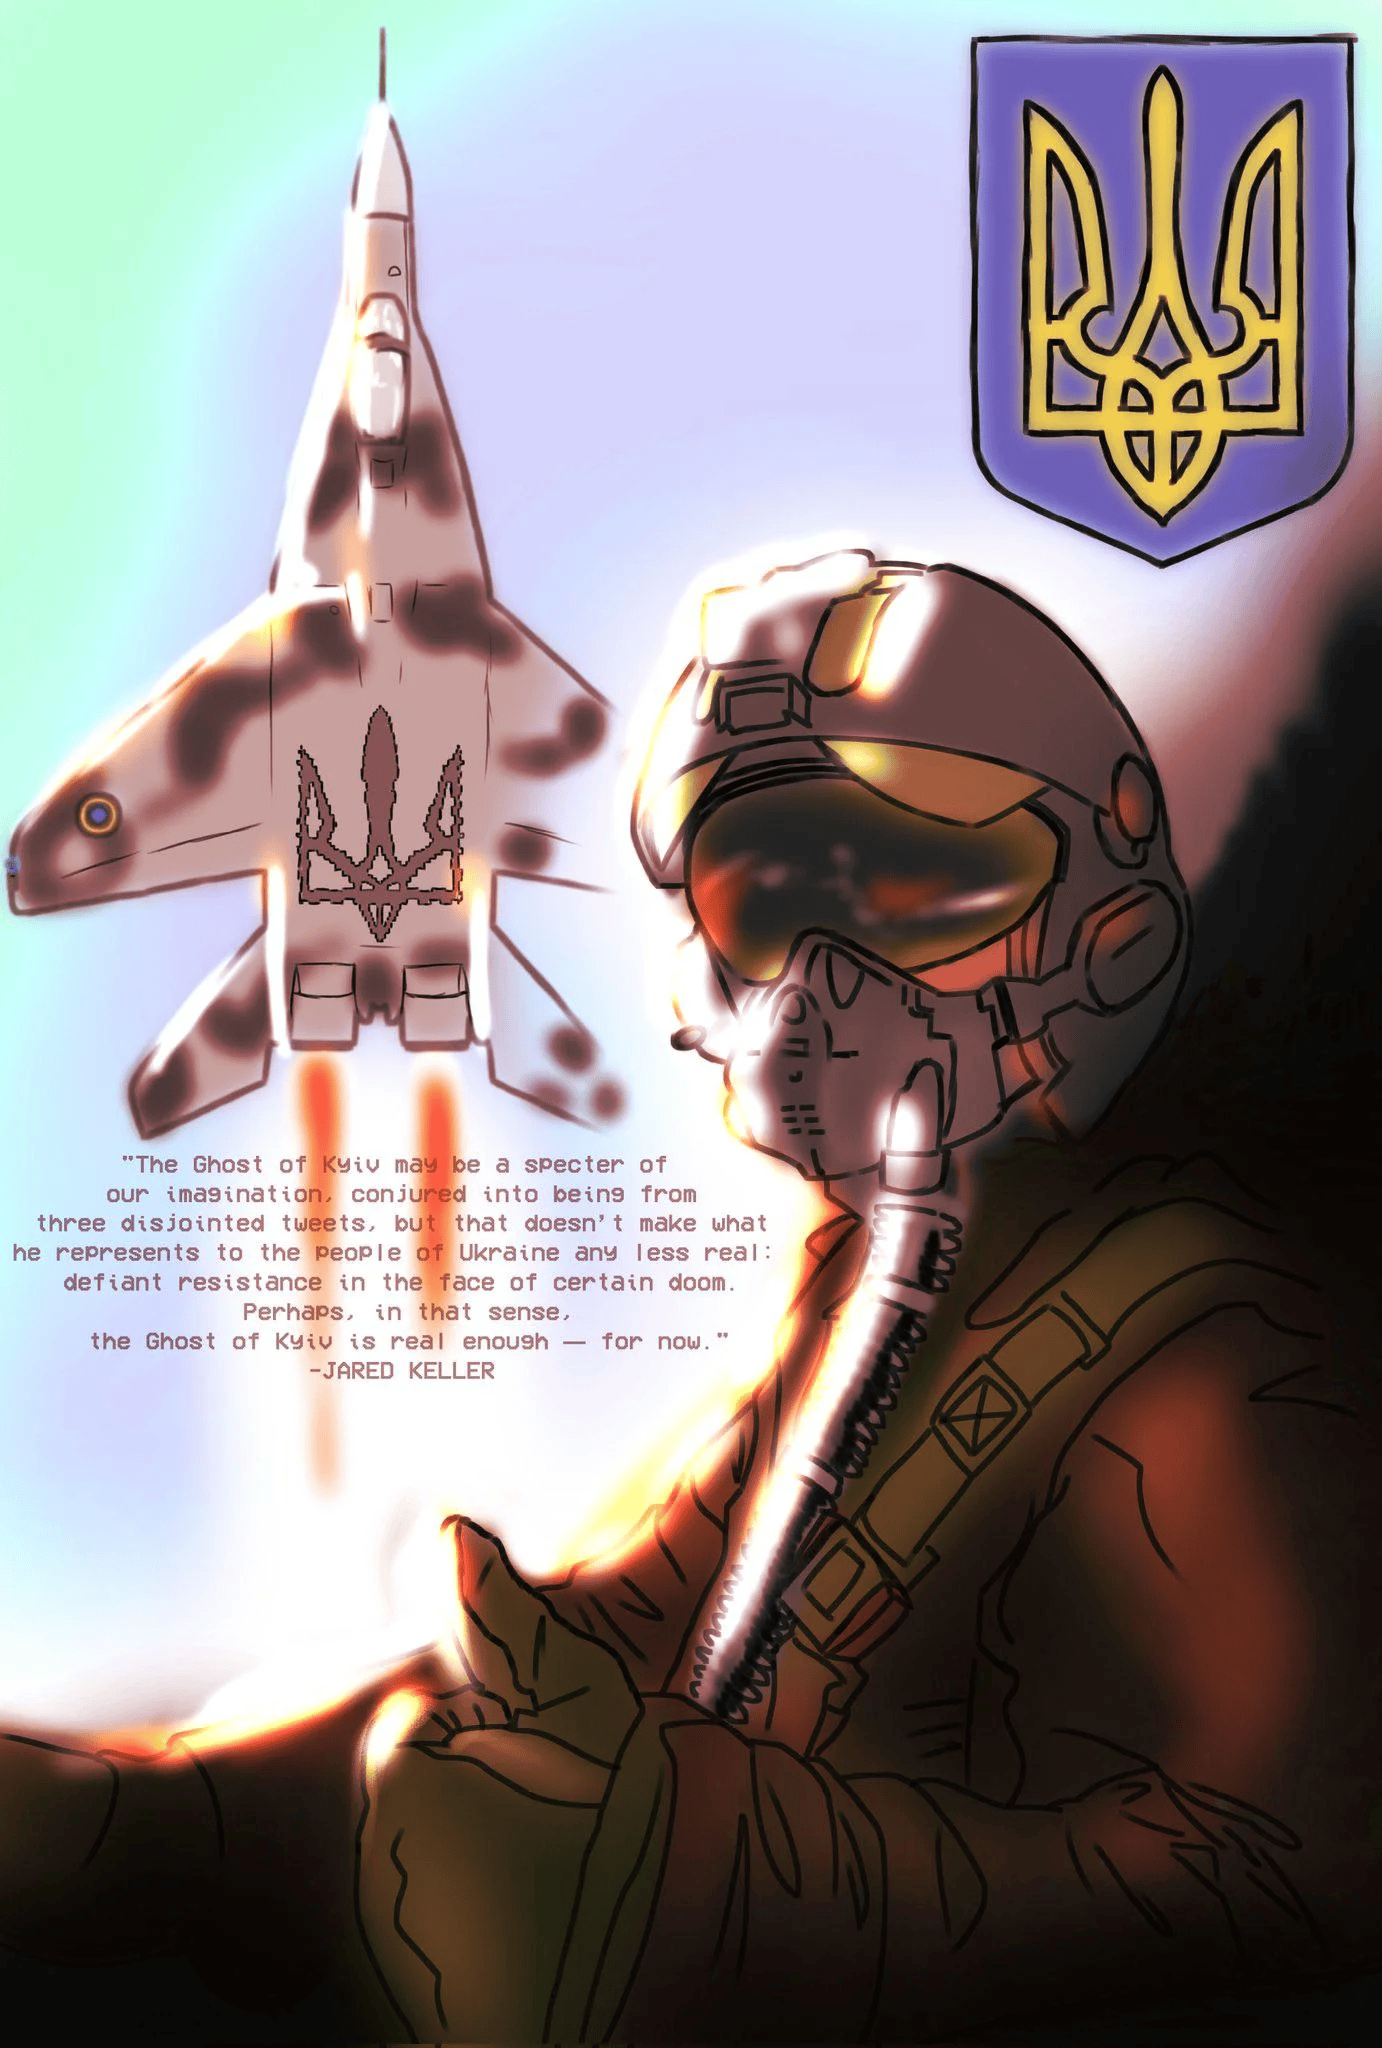 "The Ghost of Kyiv may be a specter of
our imagination, conjured into being from
three disjointed tweets, but that doesn't make what
he represents to the people of Ukraine any less real:
defiant resistance in the face of certain doom.
Perhaps, in that sense,
the Ghost of Kyiv is real enough — for now."
-JARED KELLER